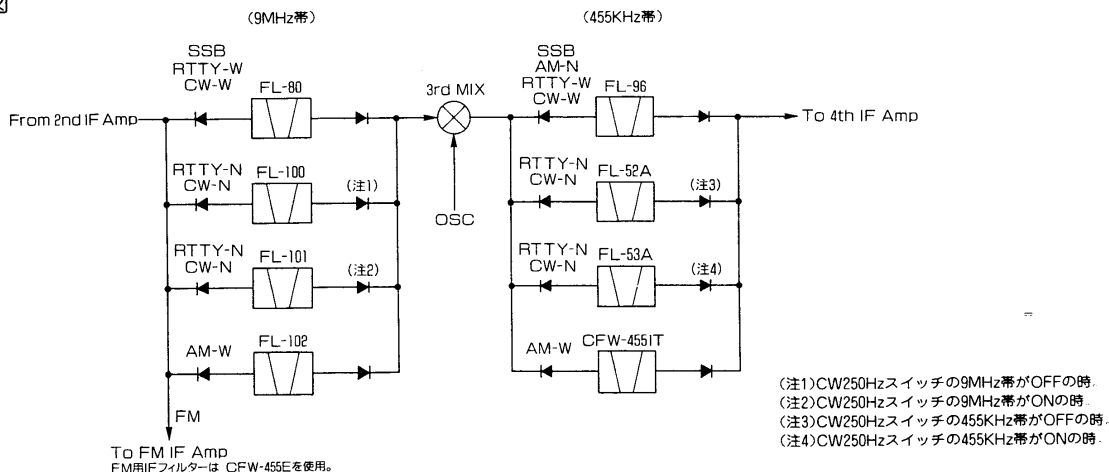 図
(9MHz帯)
(455KHz帯)
SSB
RTTY-W
CW-W
FL-80
From 2nd IF Amp
RTTY-N
CW-N
FL-100
(注1)
RTTY-N
CW-N
FL-101
(注2)
AM-W
FL-102
FM
To FM IF Amp
FM用IFフィルターは CFW-455Eを使用。
3rd MIX
OSC
SSB
AM-N
RTTY-W
CW-W
FL-96
To 4th IF Amp
RTTY-N
CW-N
FL-52A
(注3)
RTTY-N
CW-N
FL-53A
(注4)
AM-W
CFW-455IT
(注1)CW250Hzスイッチの9MHz帯がOFFの時。
(注2)CW250Hzスイッチの9MHz帯がONの時。
(注3)CW250Hzスイッチの455KHz帯がOFFの時。
(注4)CW250Hzスイッチの455KHz帯がONの時。